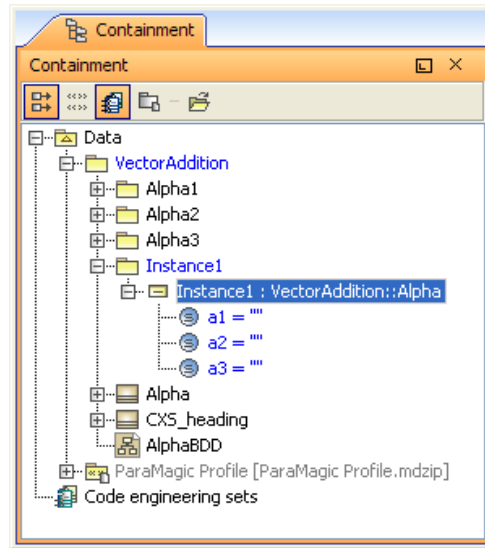 Containment
Containment
Data
VectorAddition
Alpha1
Alpha2
Alpha3
Instance1
Instance1 : VectorAddition::Alpha
a1 = ""
a2 = ""
a3 = ""
Alpha
CXS_heading
AlphaBDD
ParaMagic Profile [ParaMagic Profile.mdzip]
Code engineering sets